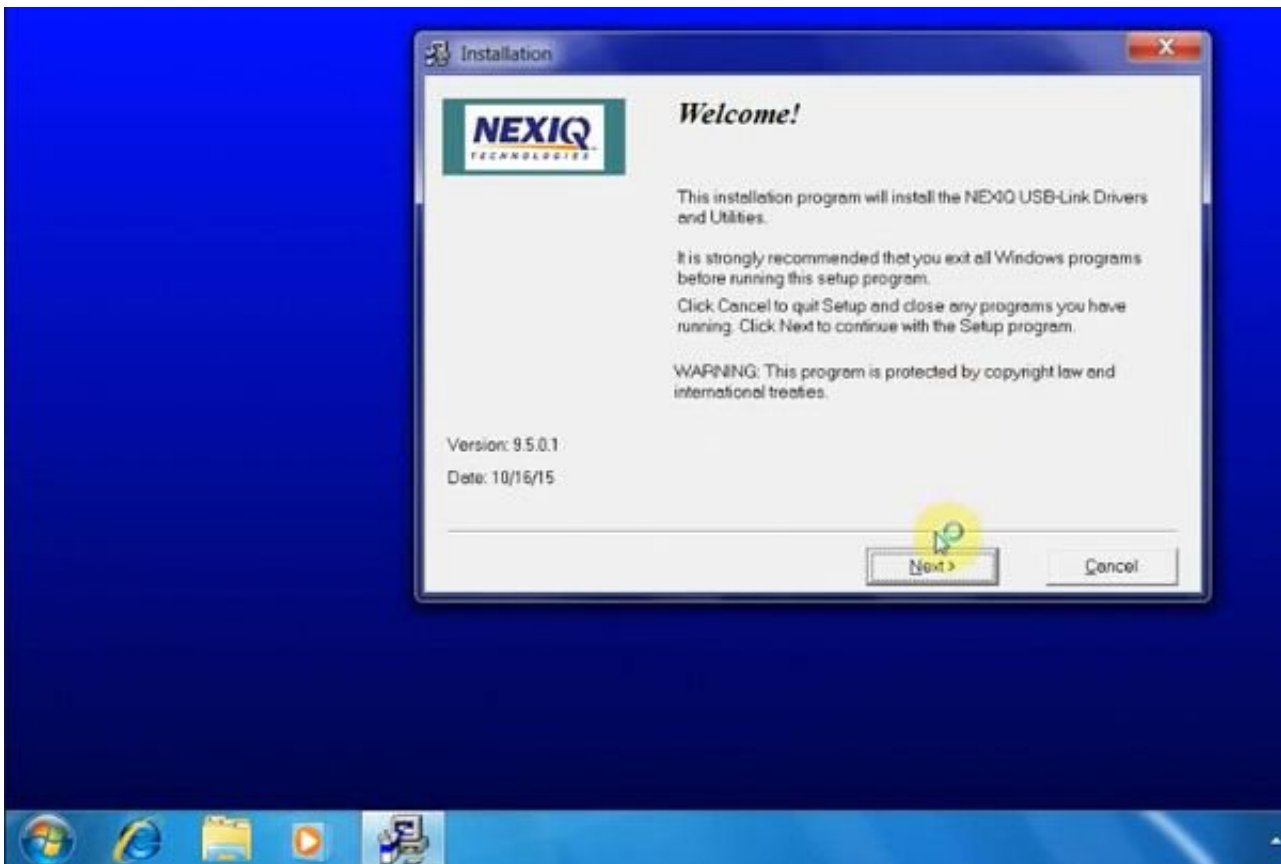 Installation
NEXIQ
TECHNOLOGIES
Welcome!
This installation program will install the NEXIQ USB-Link Drivers
and Utilities.
It is strongly recommended that you exit all Windows programs
before running this setup program.
Click Cancel to quit Setup and close any programs you have
running. Click Next to continue with the Setup program.
WARNING: This program is protected by copyright law and
international treaties.
Version: 9.5.0.1
Date: 10/16/15
Next >
Cancel